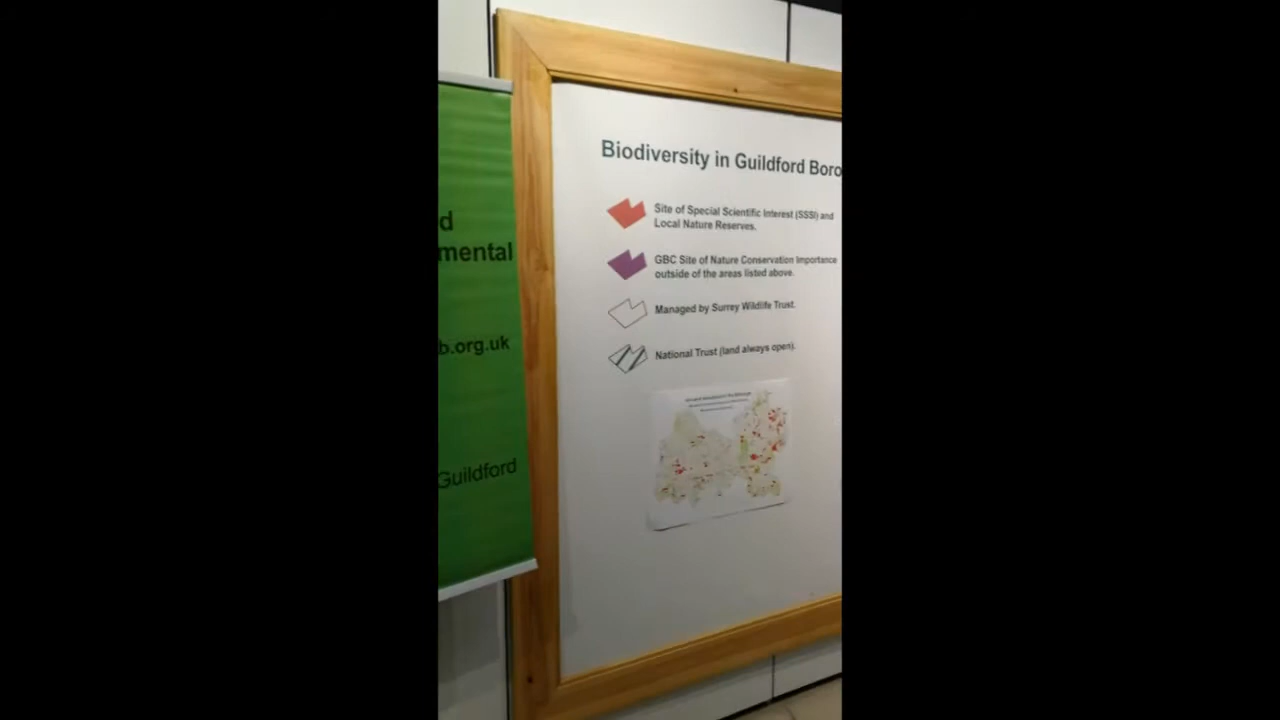 d
mental
b.org.uk
Guildford
Biodiversity in Guildford Boro
Site of Special Scientific Interest (SSSI) and
Local Nature Reserves.
GBC Site of Nature Conservation Importance
outside of the areas listed above.
Managed by Surrey Wildlife Trust.
National Trust (land always open).